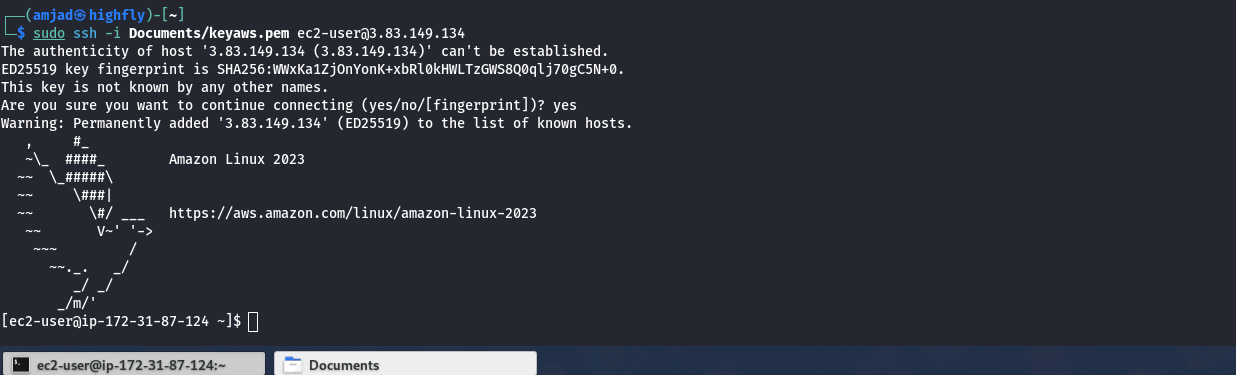 ┌──(amjad㉿highfly)-[~]
└─$ sudo ssh -i Documents/keyaws.pem ec2-user@3.83.149.134
The authenticity of host '3.83.149.134 (3.83.149.134)' can't be established.
ED25519 key fingerprint is SHA256:WWxKa1ZjOnYonK+xbRl0kHWLTzGWS8Q0qlj70gC5N+0.
This key is not known by any other names.
Are you sure you want to continue connecting (yes/no/[fingerprint])? yes
Warning: Permanently added '3.83.149.134' (ED25519) to the list of known hosts.
   ,     #_
   ~\_  ####_        Amazon Linux 2023
  ~~  \_#####\
  ~~     \###|
  ~~       \#/ ___   https://aws.amazon.com/linux/amazon-linux-2023
   ~~       V~' '->
    ~~~         /
      ~~._.   _/
         _/ _/
       _/m/'
[ec2-user@ip-172-31-87-124 ~]$
ec2-user@ip-172-31-87-124:~
Documents